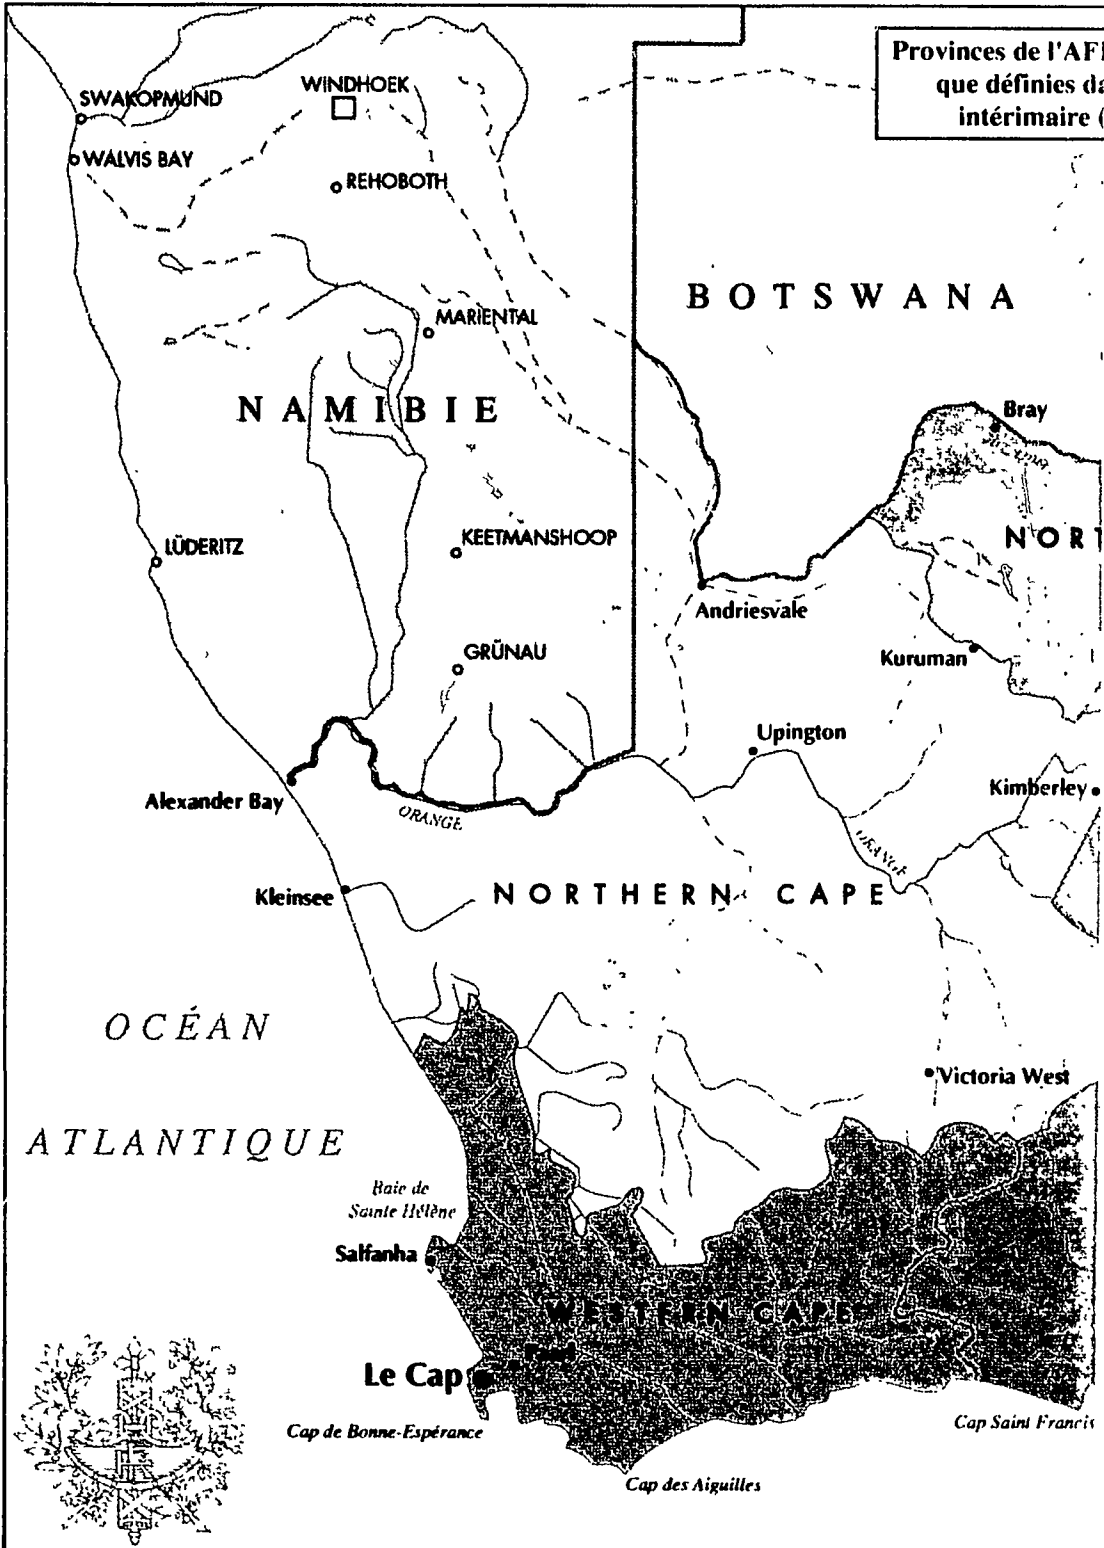 Provinces de l'AF
que définies da
intérimaire (
SWAKOPMUND
WINDHOEK
WALVIS BAY
REHOBOTH
BOTSWANA
MARIENTAL
NAMIBIE
Bray
LÜDERITZ
KEETMANSHOOP
NORT
Andriesvale
GRÜNAU
Kuruman
Upington
Alexander Bay
ORANGE
Kimberley
ORANGE
Kleinsee
NORTHERN CAPE
OCÉAN
ATLANTIQUE
Victoria West
Baie de
Sainte Hélène
Salfanha
WESTERN CAPE
Paarl
Le Cap
Cap de Bonne-Espérance
Cap Saint Francis
Cap des Aiguilles